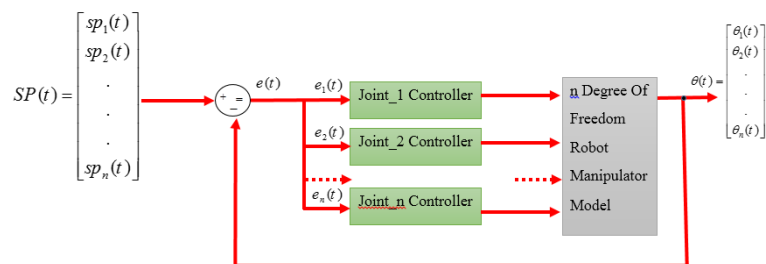 SP(t) = [sp₁(t)
sp₂(t)
.
.
.
spₙ(t)]
+ = −
e(t)
e₁(t)
Joint_1 Controller
e₂(t)
Joint_2 Controller
eₙ(t)
Joint_n Controller
n Degree Of
Freedom
Robot
Manipulator
Model
θ(t) = [θ₁(t)
θ₂(t)
.
.
.
θₙ(t)]